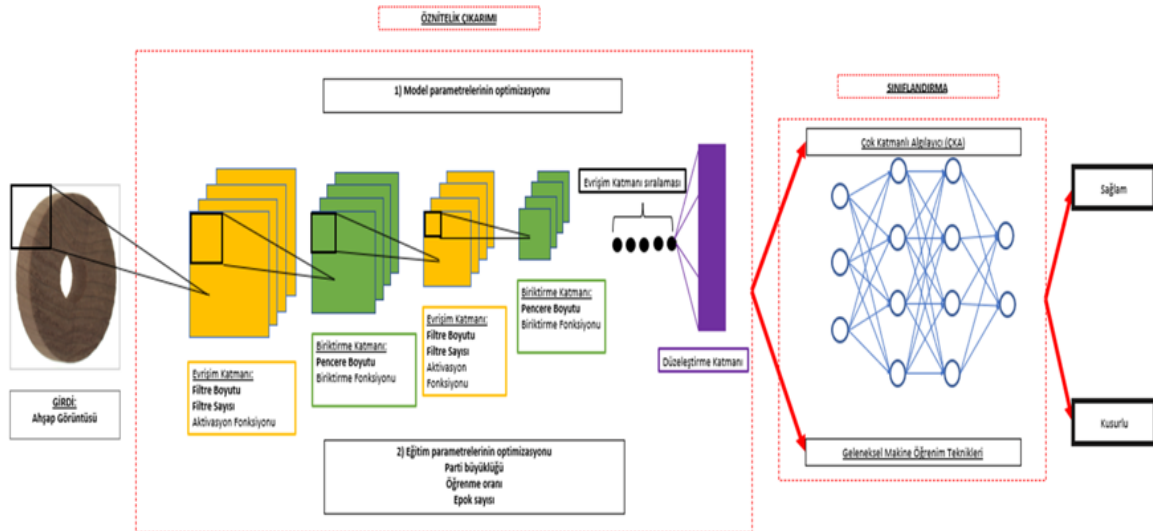 ÖZNİTELİK ÇIKARIMI
1) Model parametrelerinin optimizasyonu
SINIFLANDIRMA
Çok Katmanlı Algılayıcı (ÇKA)
Evrişim Katmanı sıralaması
Sağlam
Evrişim Katmanı:
Filtre Boyutu
Filtre Sayısı
Aktivasyon Fonksiyonu
Biriktirme Katmanı:
Pencere Boyutu
Biriktirme Fonksiyonu
Evrişim Katmanı:
Filtre Boyutu
Filtre Sayısı
Aktivasyon
Fonksiyonu
Biriktirme Katmanı:
Pencere Boyutu
Biriktirme Fonksiyonu
Düzeleştirme Katmanı
GİRDİ:
Ahşap Görüntüsü
2) Eğitim parametrelerinin optimizasyonu
Parti büyüklüğü
Öğrenme oranı
Epok sayısı
Geleneksel Makine Öğrenim Teknikleri
Kusurlu